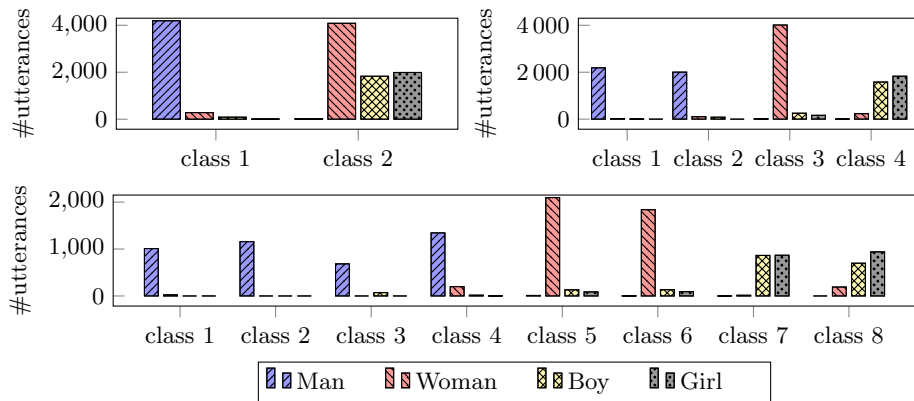 #utterances
4,000
2,000
0
class 1 class 2
#utterances
4 000
2 000
0
class 1 class 2 class 3 class 4
#utterances
2,000
1,000
0
class 1 class 2 class 3 class 4 class 5 class 6 class 7 class 8
Man Woman Boy Girl